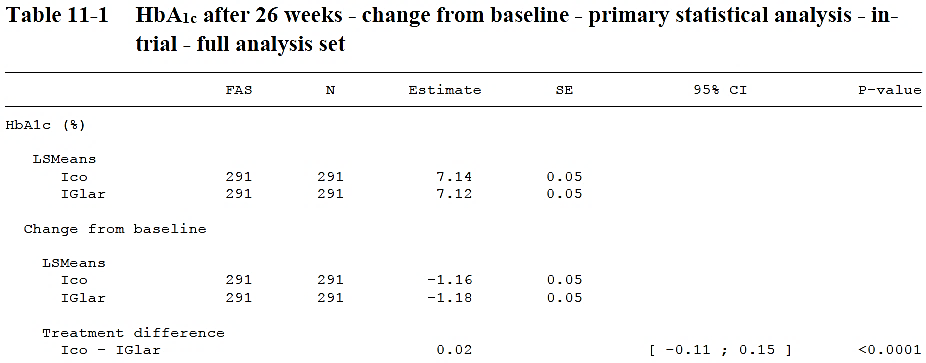 Table 11-1 HbA1c after 26 weeks - change from baseline - primary statistical analysis - in-
trial - full analysis set
FAS N Estimate SE 95% CI P-value
HbA1c (%)
LSMeans
Ico 291 291 7.14 0.05
IGlar 291 291 7.12 0.05
Change from baseline
LSMeans
Ico 291 291 -1.16 0.05
IGlar 291 291 -1.18 0.05
Treatment difference
Ico - IGlar 0.02 [ -0.11 ; 0.15 ] <0.0001